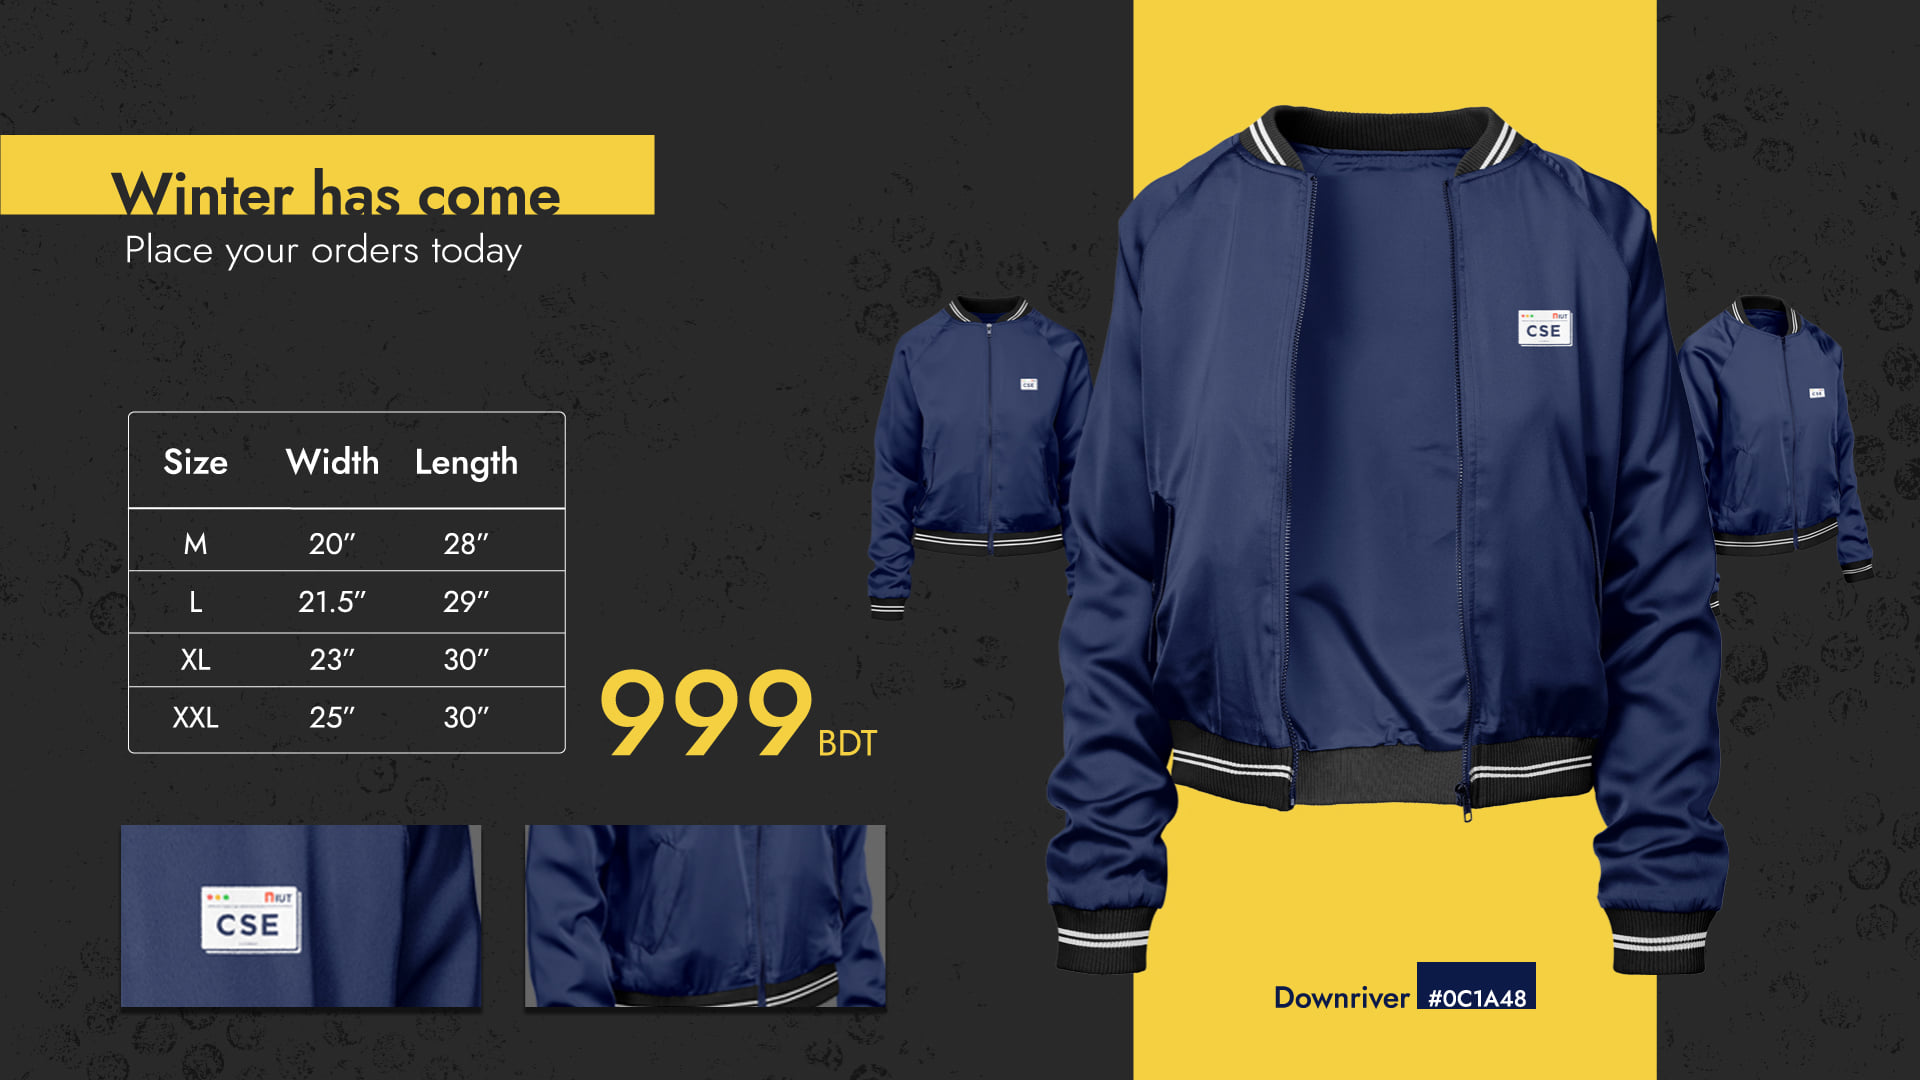 Winter has come
Place your orders today
Size Width Length
M 20” 28”
L 21.5” 29”
XL 23” 30”
XXL 25” 30”
999 BDT
IUT
CSE
CSE
CSE
IUT
CSE
Downriver #0C1A48